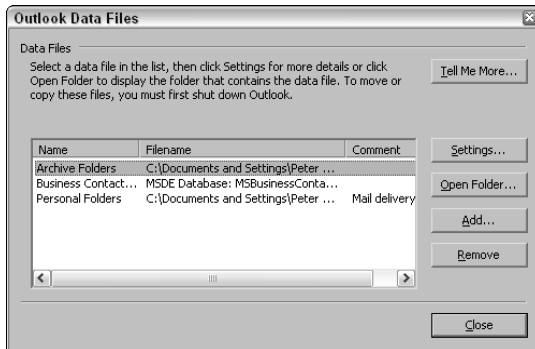 Outlook Data Files
Data Files
Select a data file in the list, then click Settings for more details or click
Open Folder to display the folder that contains the data file. To move or
copy these files, you must first shut down Outlook.
Tell Me More...
Name Filename Comment
Archive Folders C:\Documents and Settings\Peter ...
Business Contact... MSDE Database: MSBusinessConta...
Personal Folders C:\Documents and Settings\Peter ... Mail delivery
Settings...
Open Folder...
Add...
Remove
Close